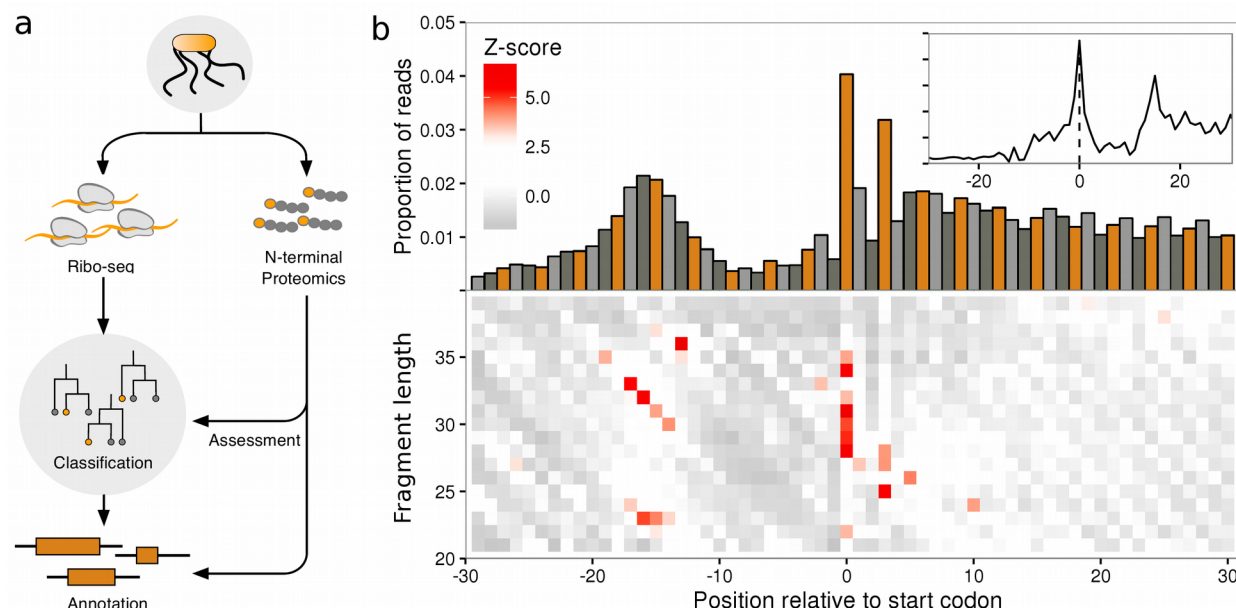 a
Ribo-seq
N-terminal
Proteomics
Classification
Assessment
Annotation
b
Z-score
5.0
2.5
0.0
Proportion of reads
0.05
0.04
0.03
0.02
0.01
-20
0
20
Fragment length
35
30
25
20
-30
-20
-10
0
10
20
30
Position relative to start codon